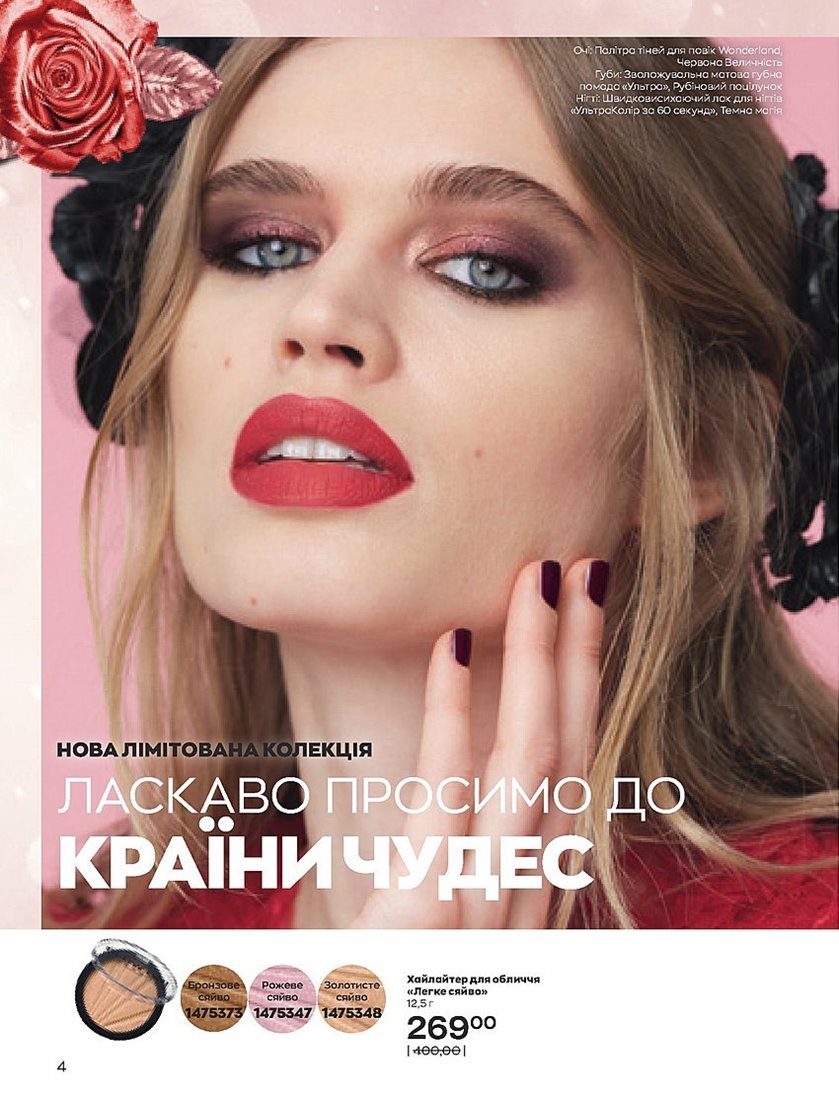 Очі: Палітра тіней для повік Wonderland,
Червона Величність
Губи: Зволожувальна матова губна
помада «Ультра», Рубіновий поцілунок
Нігті: Швидковисихаючий лак для нігтів
«УльтраКолір за 60 секунд», Темна магія
НОВА ЛІМІТОВАНА КОЛЕКЦІЯ
ЛАСКАВО ПРОСИМО ДО
КРАЇНИ ЧУДЕС
Бронзове сяйво 1475373
Рожеве сяйво 1475347
Золотисте сяйво 1475348
Хайлайтер для обличчя
«Легке сяйво»
12,5 г
269⁰⁰
| 400,00 |
4